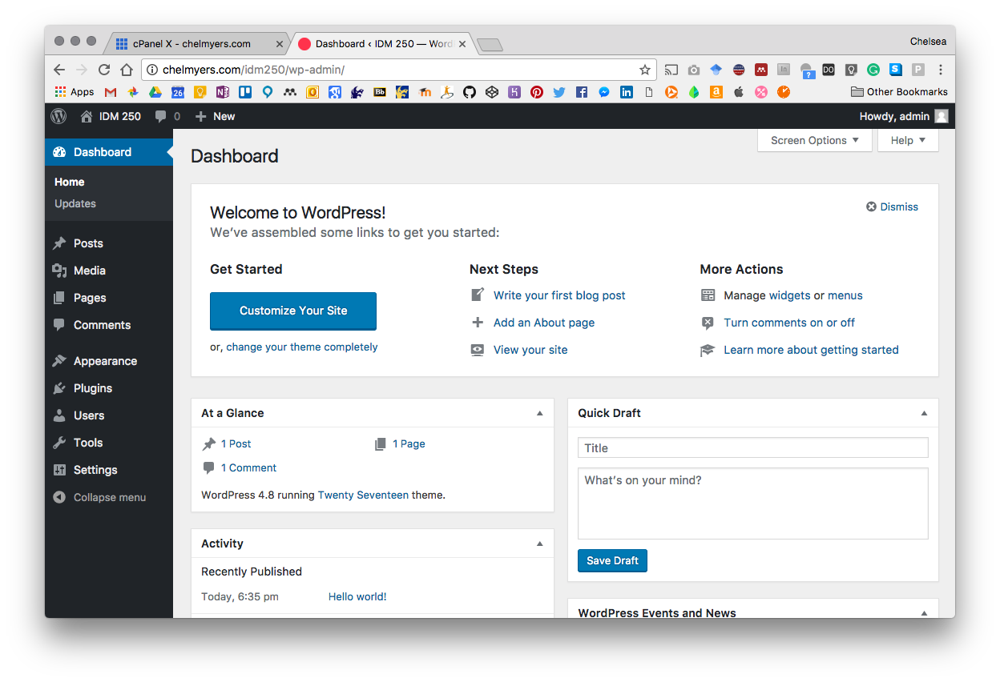 cPanel X - chelmyers.com
Dashboard ‹ IDM 250 — Word
Chelsea
chelmyers.com/idm250/wp-admin/
in
?
DO
G
S
P
Apps
26
N
O
g
Bb
m
H
f
in
a
Other Bookmarks
IDM 250
0
New
Howdy, admin
Dashboard
Home
Updates
Posts
Media
Pages
Comments
Appearance
Plugins
Users
Tools
Settings
Collapse menu
Screen Options
Help
Dashboard
Welcome to WordPress!
We've assembled some links to get you started:
Dismiss
Get Started
Customize Your Site
or, change your theme completely
Next Steps
Write your first blog post
Add an About page
View your site
More Actions
Manage widgets or menus
Turn comments on or off
Learn more about getting started
At a Glance
1 Post
1 Page
1 Comment
WordPress 4.8 running Twenty Seventeen theme.
Activity
Recently Published
Today, 6:35 pm
Hello world!
Quick Draft
Title
What's on your mind?
Save Draft
WordPress Events and News